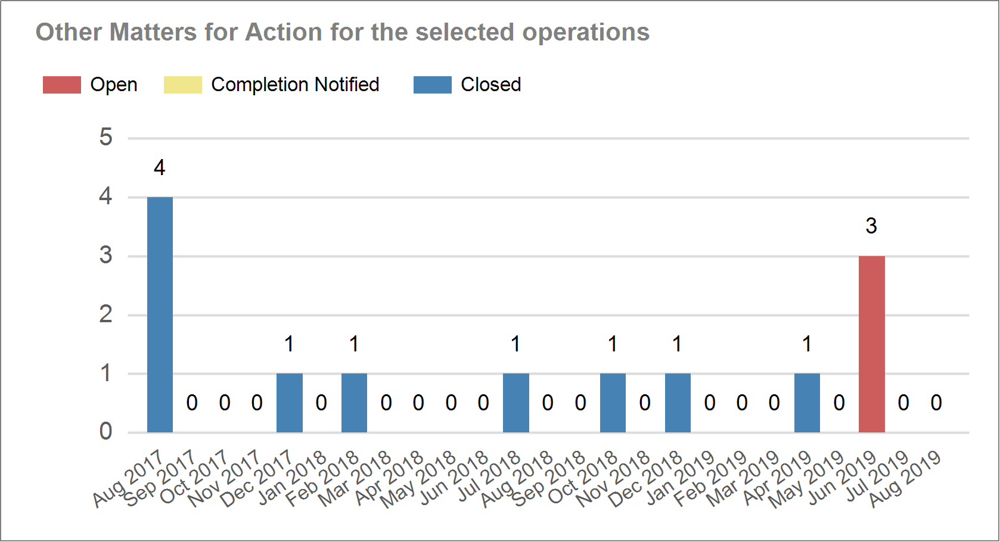 Other Matters for Action for the selected operations
Open Completion Notified Closed
5
4
4
3
3
2
1 1 1 1 1 1
1
0 0 0 0 0 0 0 0 0 0 0 0 0 0 0 0 0
0
Aug 2017 Sep 2017 Oct 2017 Nov 2017 Dec 2017 Jan 2018 Feb 2018 Mar 2018 Apr 2018 May 2018 Jun 2018 Jul 2018 Aug 2018 Sep 2018 Oct 2018 Nov 2018 Dec 2018 Jan 2019 Feb 2019 Mar 2019 Apr 2019 May 2019 Jun 2019 Jul 2019 Aug 2019